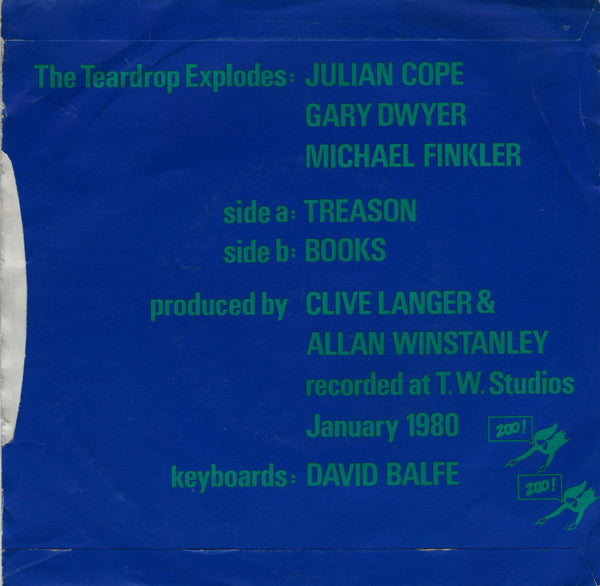 The Teardrop Explodes: JULIAN COPE
GARY DWYER
MICHAEL FINKLER
side a: TREASON
side b: BOOKS
produced by CLIVE LANGER &
ALLAN WINSTANLEY
recorded at T.W. Studios
January 1980
ZOO!
keyboards: DAVID BALFE
ZOO!